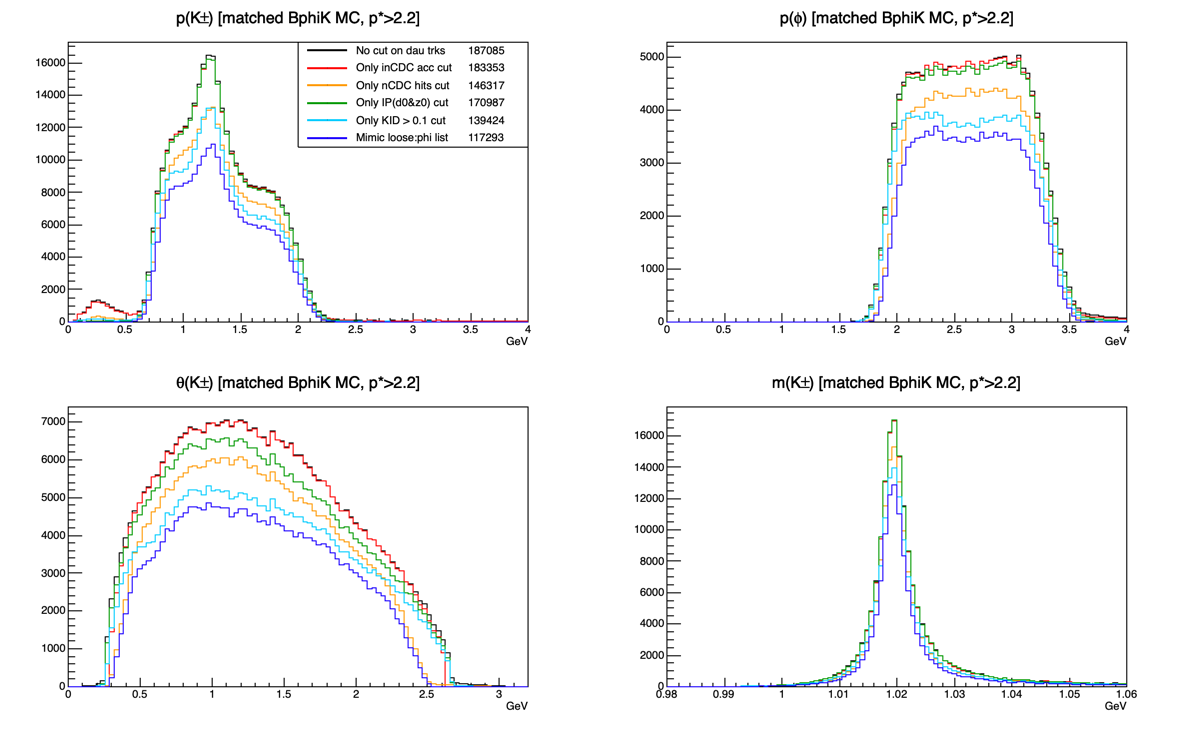 p(K±) [matched BphiK MC, p*>2.2]
No cut on dau trks 187085
Only inCDC acc cut 183353
Only nCDC hits cut 146317
Only IP(d0&z0) cut 170987
Only KID > 0.1 cut 139424
Mimic loose:phi list 117293
16000
14000
12000
10000
8000
6000
4000
2000
0
0 0.5 1 1.5 2 2.5 3 3.5 4
GeV
p(ϕ) [matched BphiK MC, p*>2.2]
5000
4000
3000
2000
1000
0
0 0.5 1 1.5 2 2.5 3 3.5 4
GeV
θ(K±) [matched BphiK MC, p*>2.2]
7000
6000
5000
4000
3000
2000
1000
0
0 0.5 1 1.5 2 2.5 3
GeV
m(K±) [matched BphiK MC, p*>2.2]
16000
14000
12000
10000
8000
6000
4000
2000
0
0.98 0.99 1 1.01 1.02 1.03 1.04 1.05 1.06
GeV